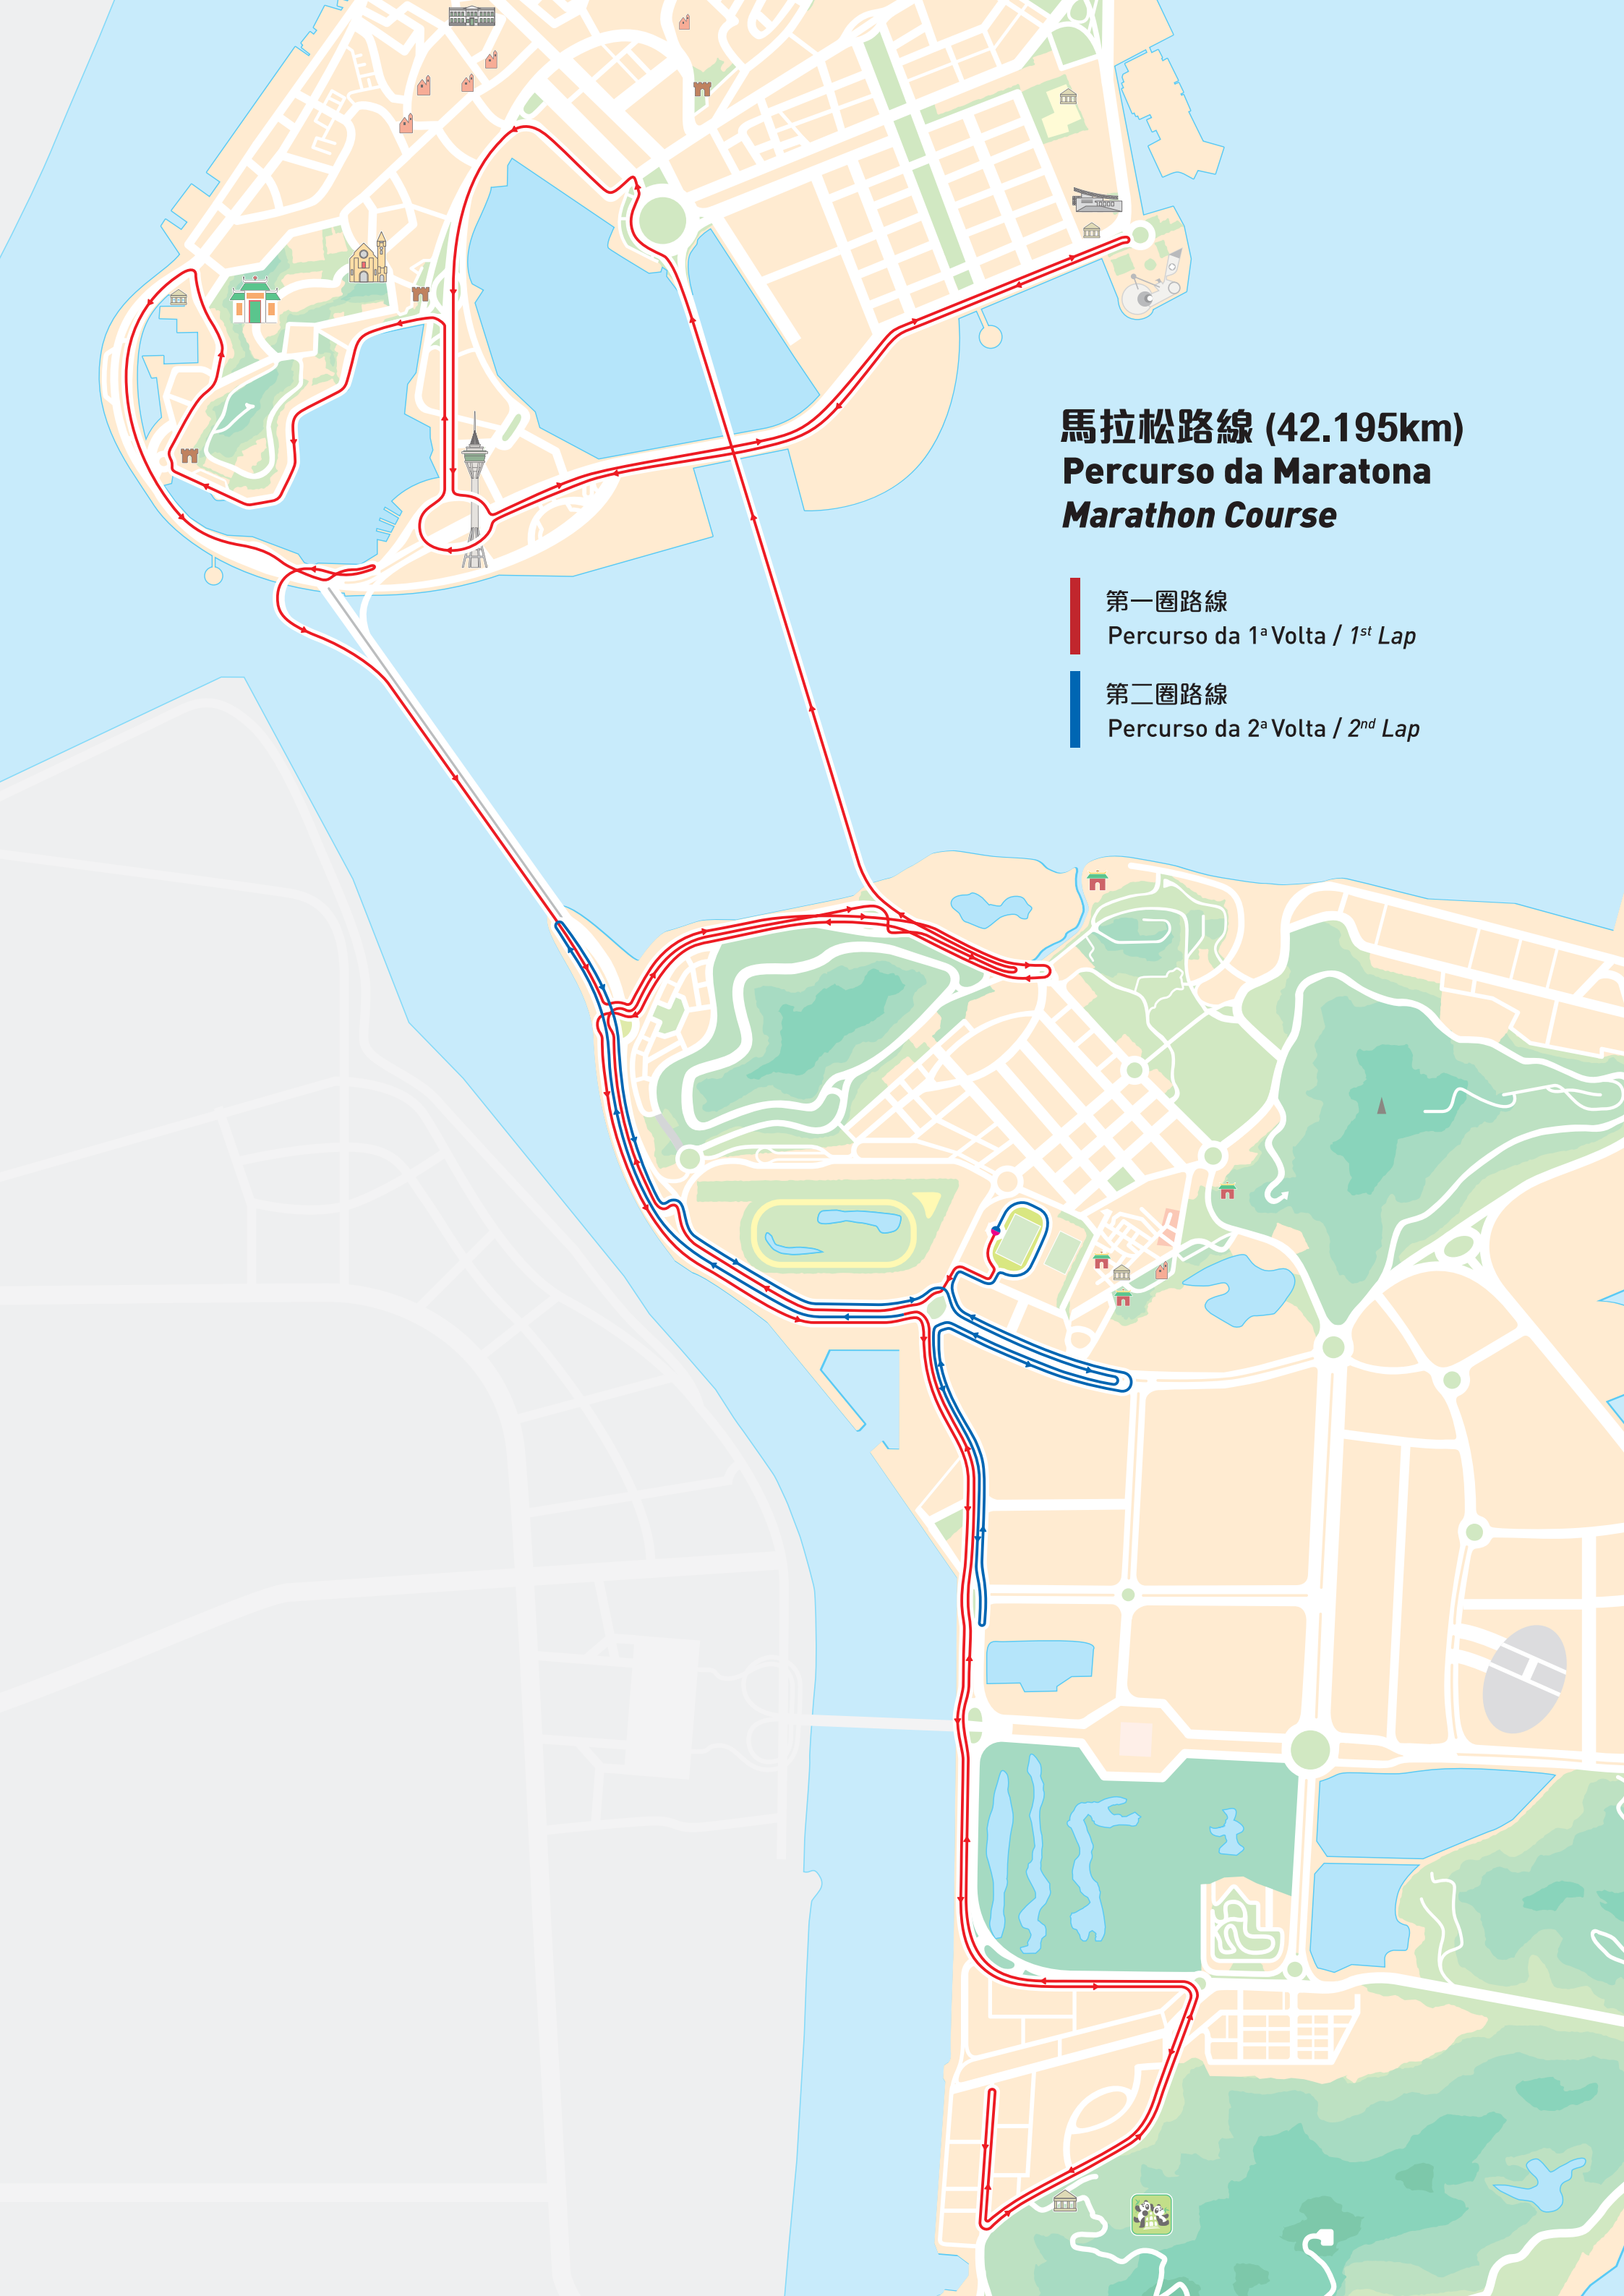 馬拉松路線 (42.195km)
Percurso da Maratona
Marathon Course
第一圈路線
Percurso da 1ª Volta / 1st Lap
第二圈路線
Percurso da 2ª Volta / 2nd Lap